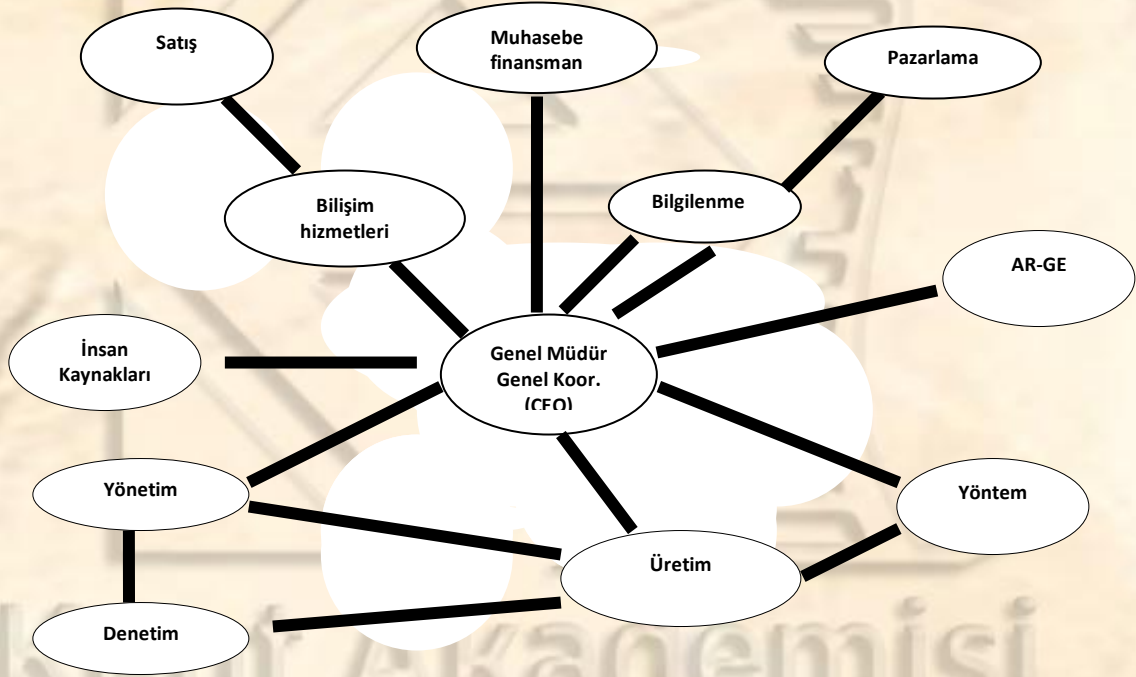 Satış
Muhasebe
finansman
Pazarlama
Bilişim
hizmetleri
Bilgilenme
AR-GE
İnsan
Kaynakları
Genel Müdür
Genel Koor.
(CEO)
Yönetim
Yöntem
Üretim
Denetim
Akademisi